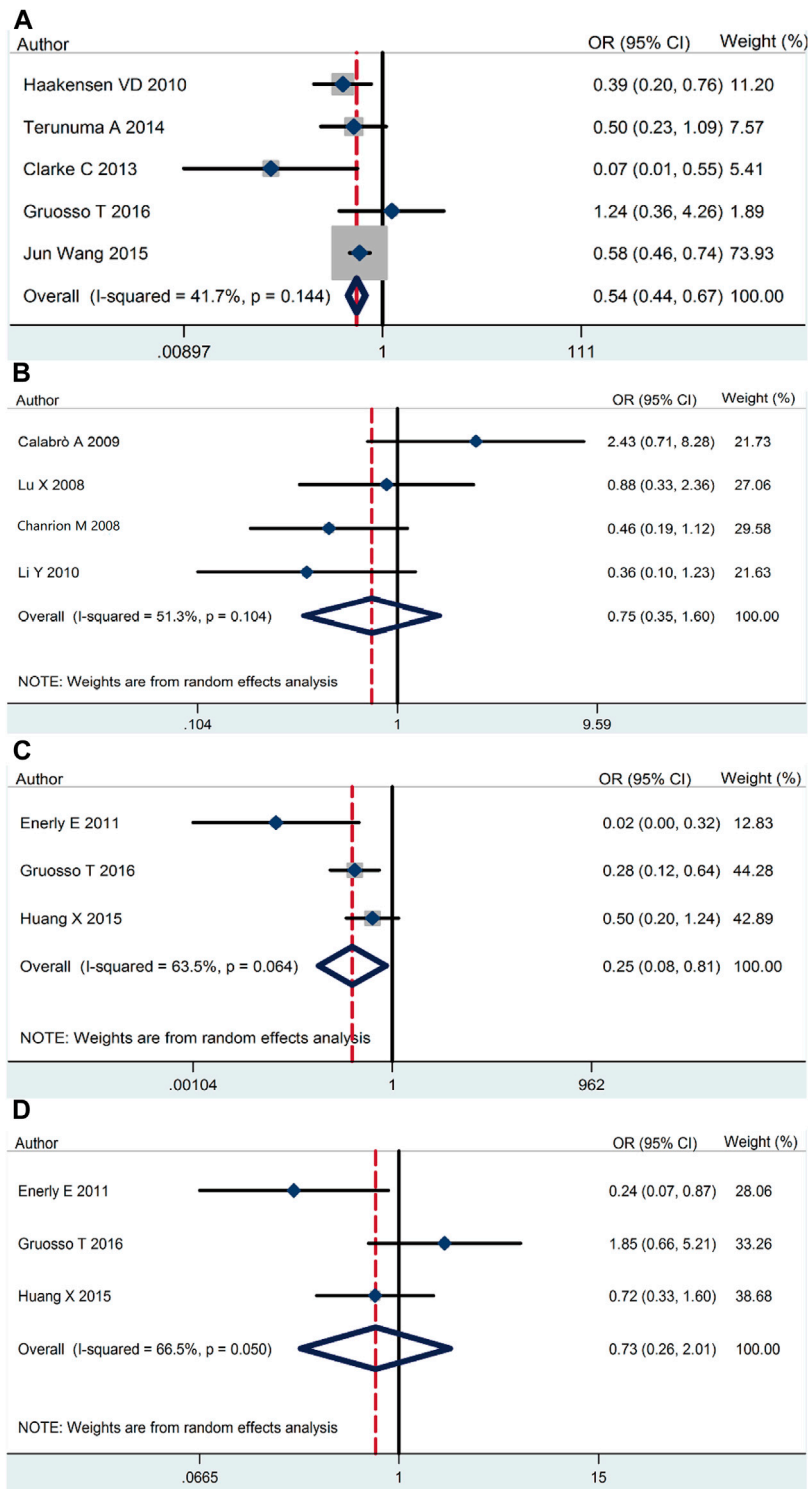 A
Author OR (95% CI) Weight (%)
Haakensen VD 2010 0.39 (0.20, 0.76) 11.20
Terunuma A 2014 0.50 (0.23, 1.09) 7.57
Clarke C 2013 0.07 (0.01, 0.55) 5.41
Gruosso T 2016 1.24 (0.36, 4.26) 1.89
Jun Wang 2015 0.58 (0.46, 0.74) 73.93
Overall (I-squared = 41.7%, p = 0.144) 0.54 (0.44, 0.67) 100.00
.00897 1 111
B
Author OR (95% CI) Weight (%)
Calabrò A 2009 2.43 (0.71, 8.28) 21.73
Lu X 2008 0.88 (0.33, 2.36) 27.06
Chanrion M 2008 0.46 (0.19, 1.12) 29.58
Li Y 2010 0.36 (0.10, 1.23) 21.63
Overall (I-squared = 51.3%, p = 0.104) 0.75 (0.35, 1.60) 100.00
NOTE: Weights are from random effects analysis
.104 1 9.59
C
Author OR (95% CI) Weight (%)
Enerly E 2011 0.02 (0.00, 0.32) 12.83
Gruosso T 2016 0.28 (0.12, 0.64) 44.28
Huang X 2015 0.50 (0.20, 1.24) 42.89
Overall (I-squared = 63.5%, p = 0.064) 0.25 (0.08, 0.81) 100.00
NOTE: Weights are from random effects analysis
.00104 1 962
D
Author OR (95% CI) Weight (%)
Enerly E 2011 0.24 (0.07, 0.87) 28.06
Gruosso T 2016 1.85 (0.66, 5.21) 33.26
Huang X 2015 0.72 (0.33, 1.60) 38.68
Overall (I-squared = 66.5%, p = 0.050) 0.73 (0.26, 2.01) 100.00
NOTE: Weights are from random effects analysis
.0665 1 15